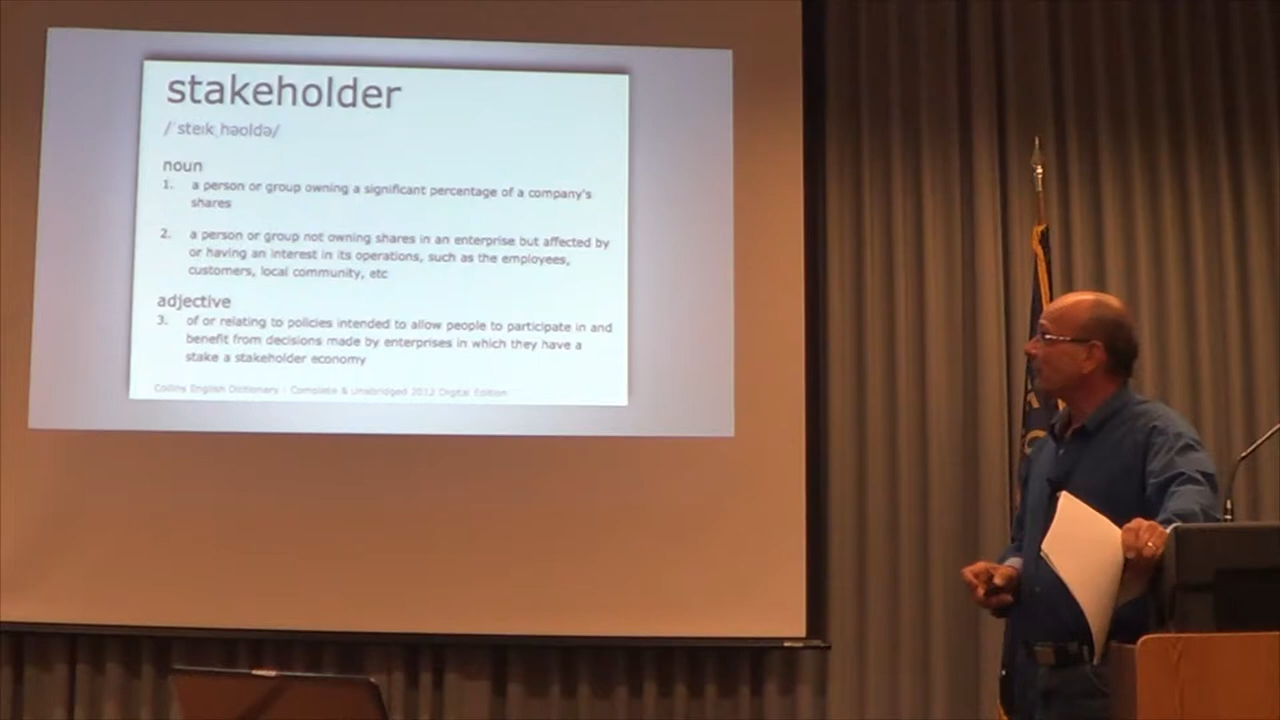 stakeholder
/ˈsteɪkˌhəʊldə/
noun
1. a person or group owning a significant percentage of a company's
shares
2. a person or group not owning shares in an enterprise but affected by
or having an interest in its operations, such as the employees,
customers, local community, etc
adjective
3. of or relating to policies intended to allow people to participate in and
benefit from decisions made by enterprises in which they have a
stake a stakeholder economy
Collins English Dictionary - Complete & Unabridged 2012 Digital Edition